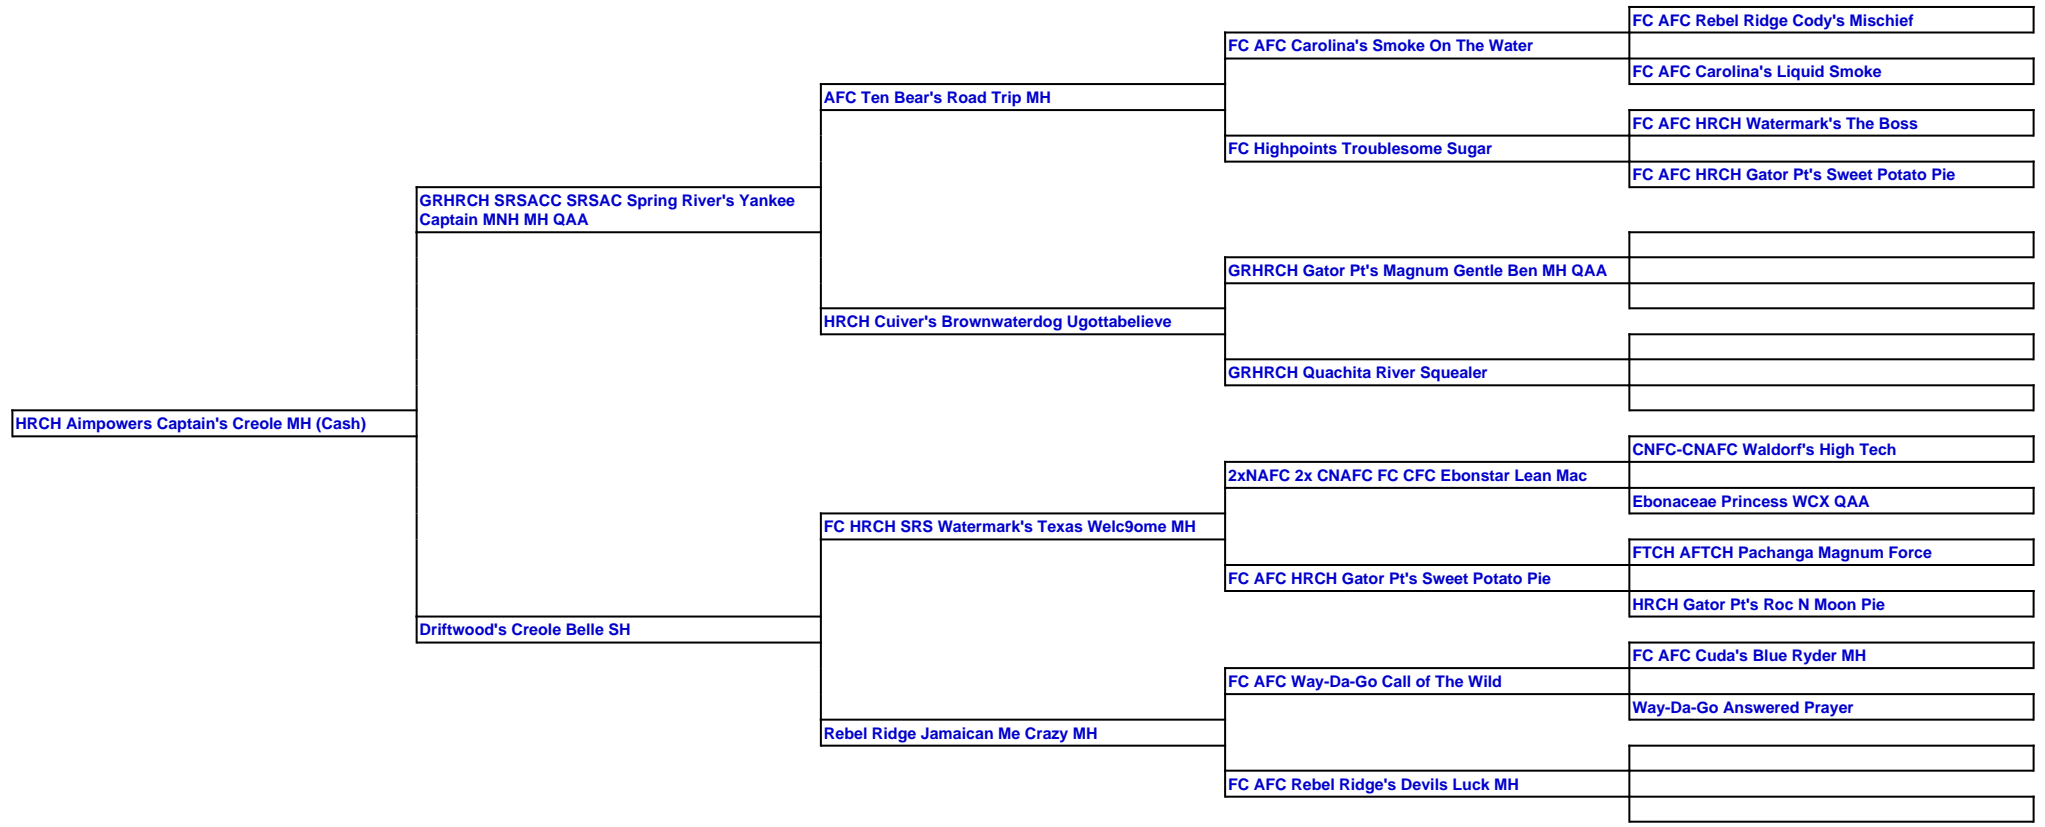 FC AFC Rebel Ridge Cody's Mischief
FC AFC Carolina's Smoke On The Water
FC AFC Carolina's Liquid Smoke
AFC Ten Bear's Road Trip MH
FC AFC HRCH Watermark's The Boss
FC Highpoints Troublesome Sugar
FC AFC HRCH Gator Pt's Sweet Potato Pie
GRHRCH SRSACC SRSAC Spring River's Yankee
Captain MNH MH QAA
GRHRCH Gator Pt's Magnum Gentle Ben MH QAA
HRCH Cuiver's Brownwaterdog Ugottabelieve
GRHRCH Quachita River Squealer
HRCH Aimpowers Captain's Creole MH (Cash)
CNFC-CNAFC Waldorf's High Tech
2xNAFC 2x CNAFC FC CFC Ebonstar Lean Mac
Ebonaceae Princess WCX QAA
FC HRCH SRS Watermark's Texas Welc9ome MH
FTCH AFTCH Pachanga Magnum Force
FC AFC HRCH Gator Pt's Sweet Potato Pie
HRCH Gator Pt's Roc N Moon Pie
Driftwood's Creole Belle SH
FC AFC Cuda's Blue Ryder MH
FC AFC Way-Da-Go Call of The Wild
Way-Da-Go Answered Prayer
Rebel Ridge Jamaican Me Crazy MH
FC AFC Rebel Ridge's Devils Luck MH